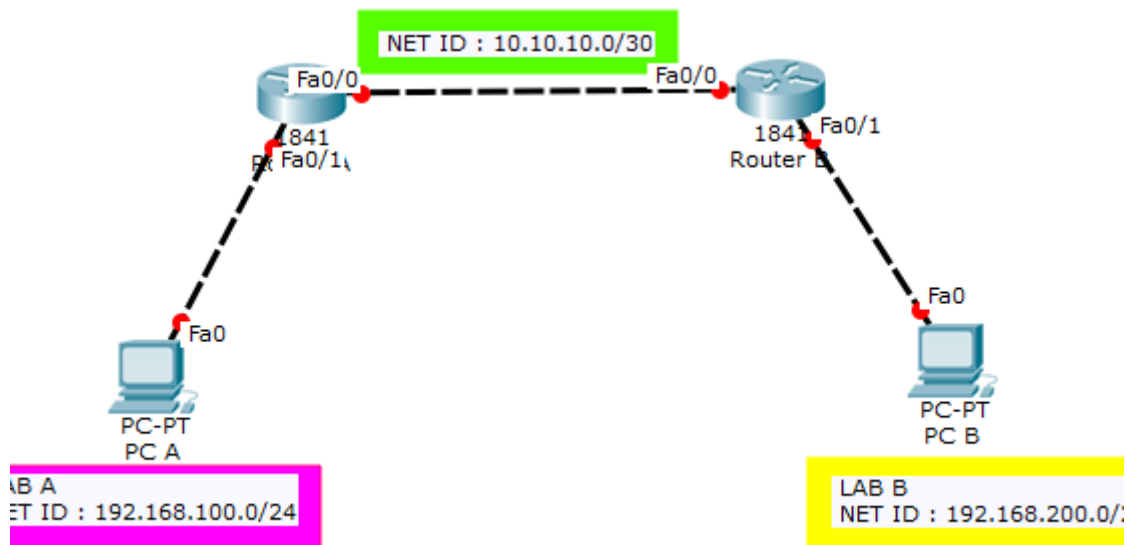 NET ID : 10.10.10.0/30
Fa0/0
Fa0/0
1841
Fa0/1
1841
Fa0/1
Router B
Fa0
Fa0
PC-PT
PC A
PC-PT
PC B
AB A
ET ID : 192.168.100.0/24
LAB B
NET ID : 192.168.200.0/2